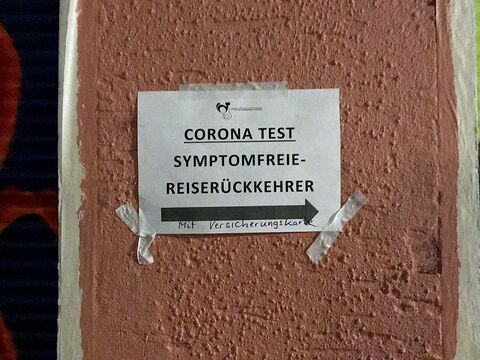 CORONA TEST
SYMPTOMFREIE-
REISERÜCKKEHRER
Mit Versicherungskarte